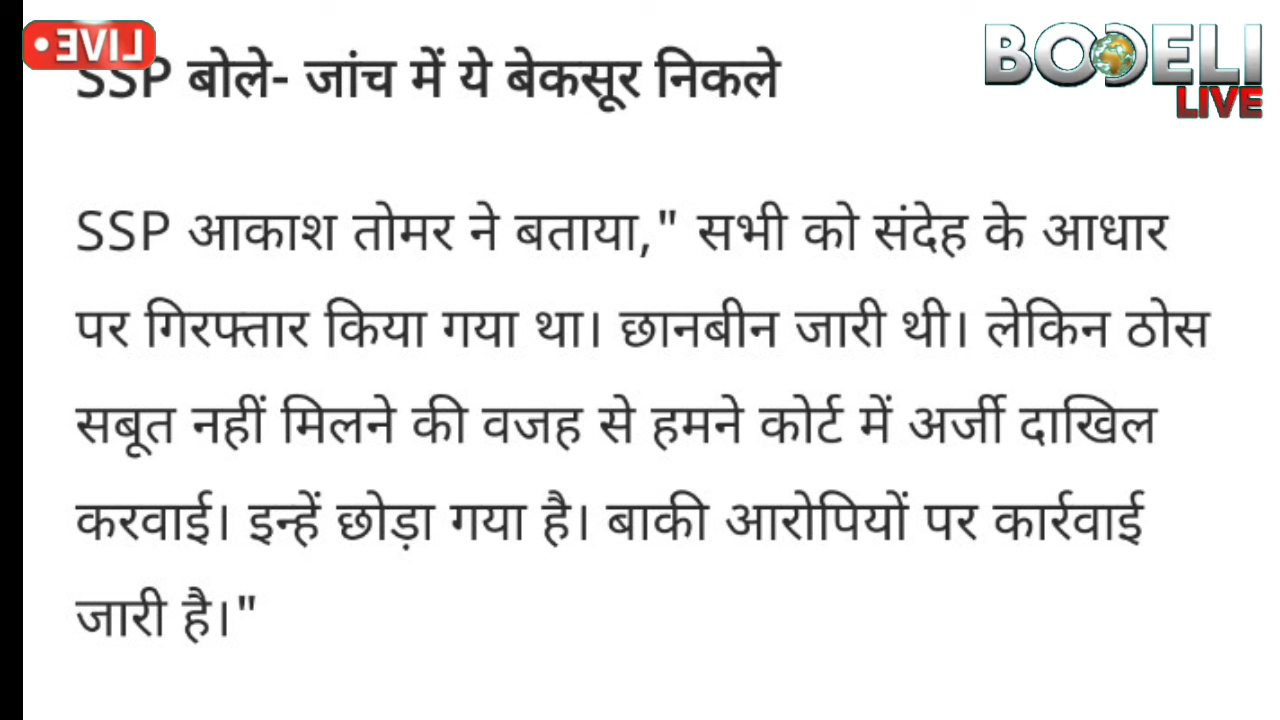 LIVE
BODELI
LIVE
SSP बोले- जांच में ये बेकसूर निकले
SSP आकाश तोमर ने बताया," सभी को संदेह के आधार
पर गिरफ्तार किया गया था। छानबीन जारी थी। लेकिन ठोस
सबूत नहीं मिलने की वजह से हमने कोर्ट में अर्जी दाखिल
करवाई। इन्हें छोड़ा गया है। बाकी आरोपियों पर कार्रवाई
जारी है।"